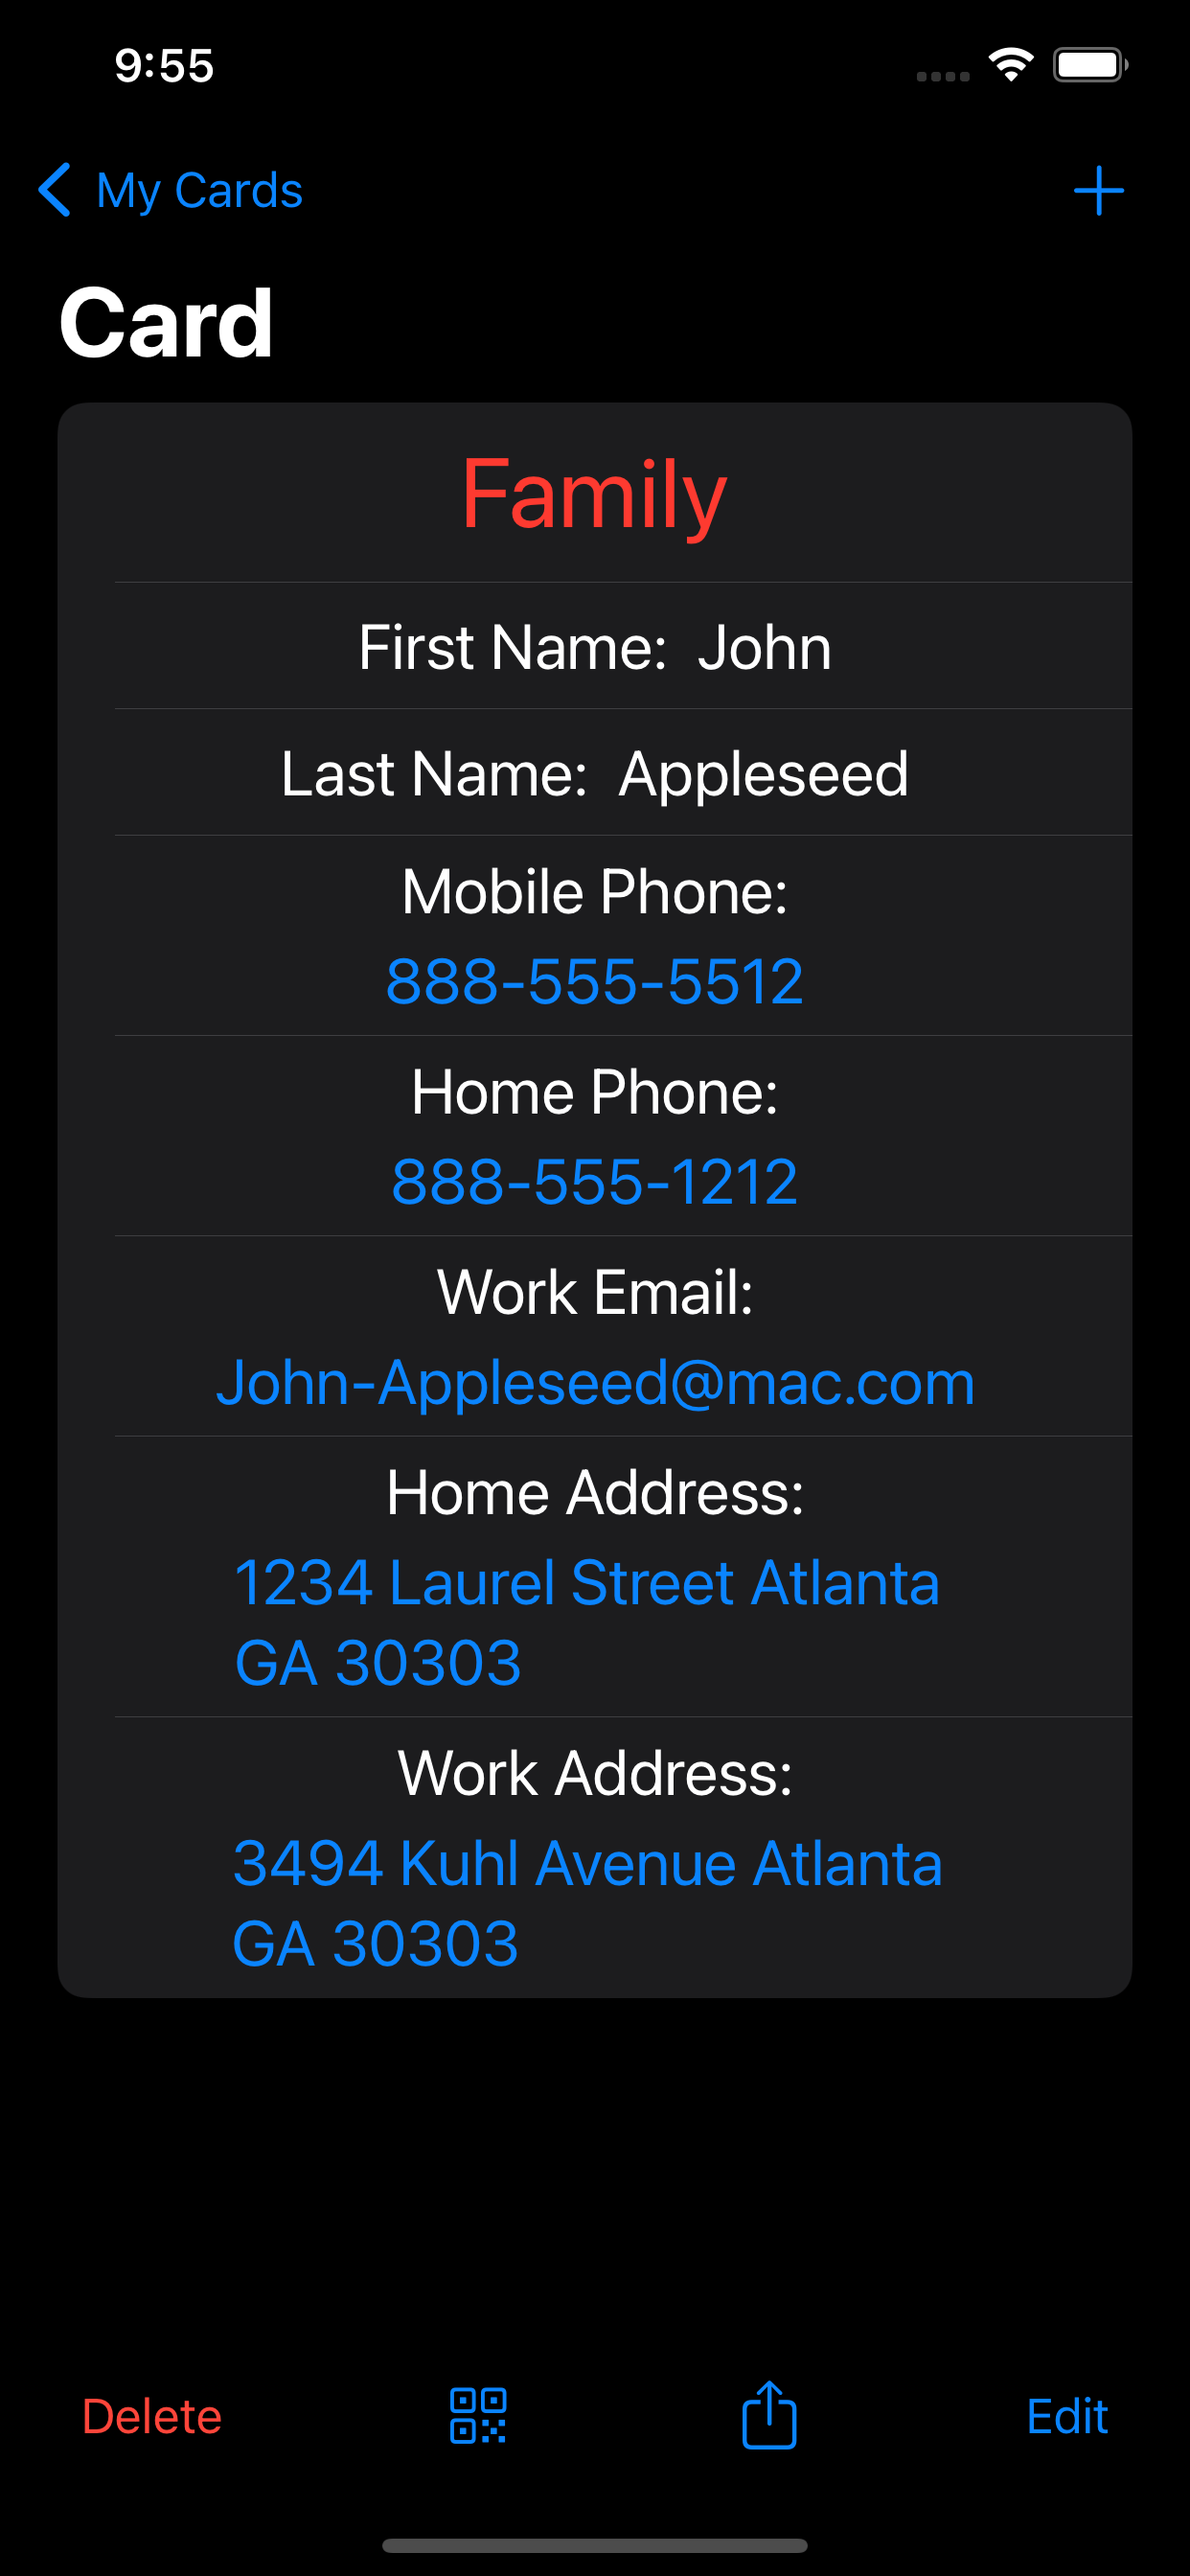 9:55
My Cards
Card
Family
First Name: John
Last Name: Appleseed
Mobile Phone:
888-555-5512
Home Phone:
888-555-1212
Work Email:
John-Appleseed@mac.com
Home Address:
1234 Laurel Street Atlanta
GA 30303
Work Address:
3494 Kuhl Avenue Atlanta
GA 30303
Delete
Edit